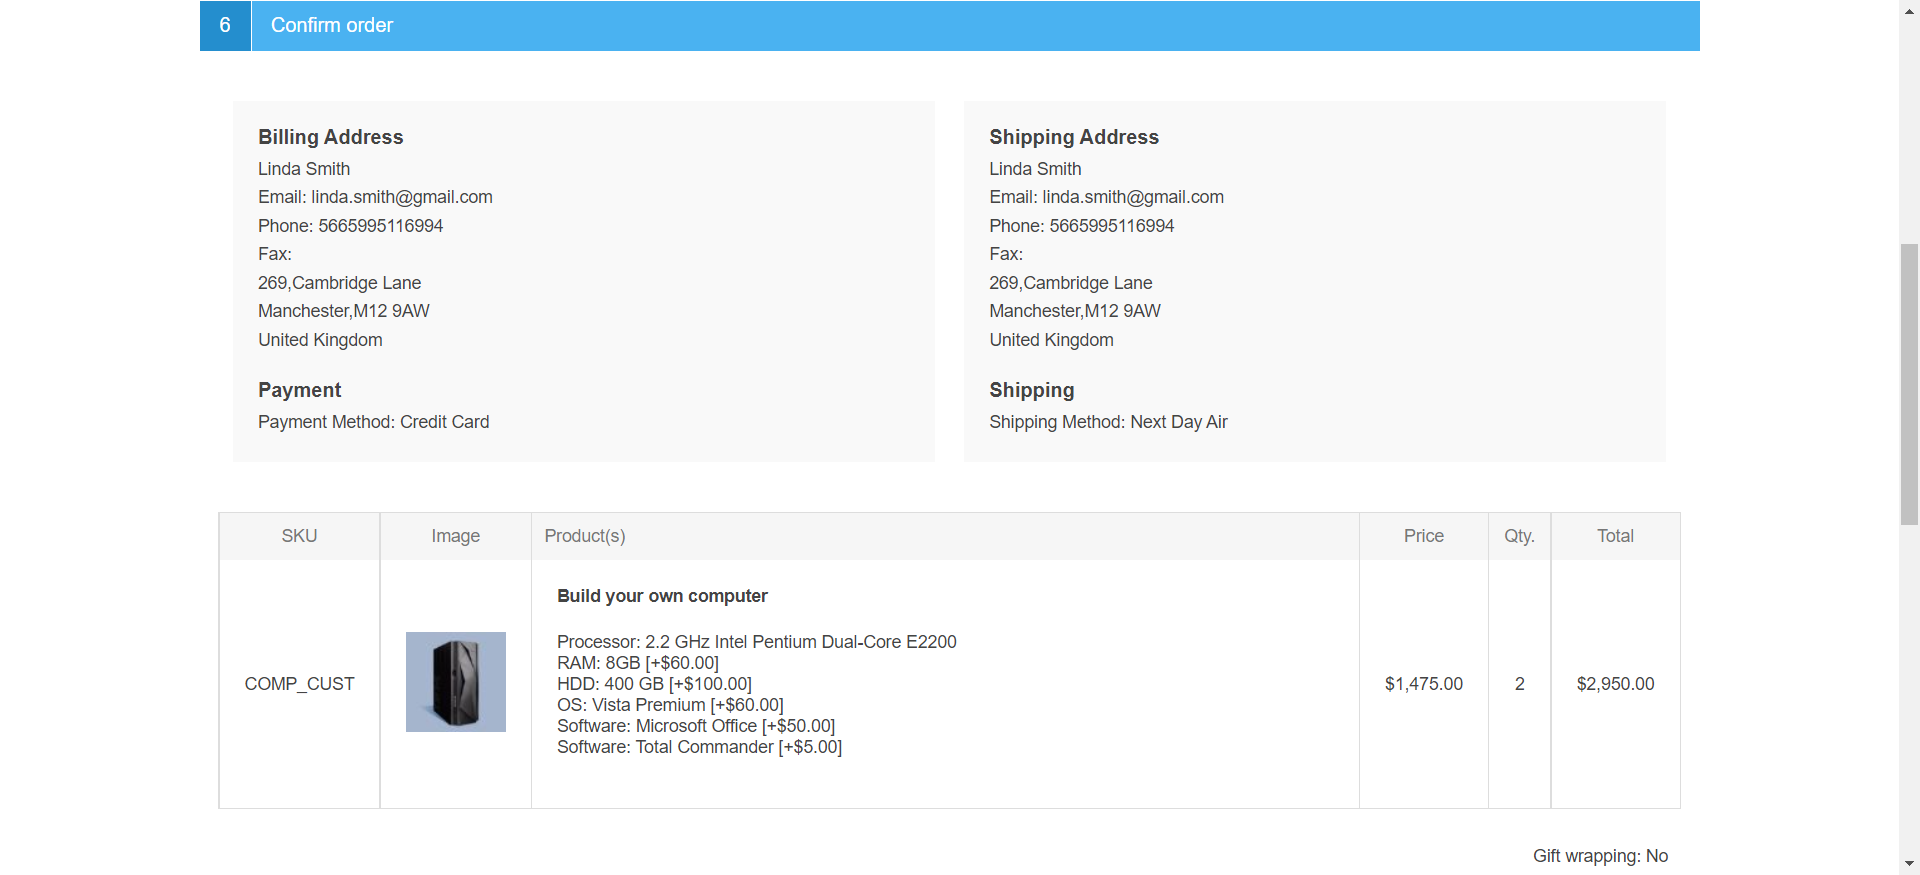 6 Confirm order
Billing Address
Linda Smith
Email: linda.smith@gmail.com
Phone: 5665995116994
Fax:
269,Cambridge Lane
Manchester,M12 9AW
United Kingdom
Payment
Payment Method: Credit Card
Shipping Address
Linda Smith
Email: linda.smith@gmail.com
Phone: 5665995116994
Fax:
269,Cambridge Lane
Manchester,M12 9AW
United Kingdom
Shipping
Shipping Method: Next Day Air
SKU Image Product(s) Price Qty. Total
Build your own computer
Processor: 2.2 GHz Intel Pentium Dual-Core E2200
RAM: 8GB [+$60.00]
COMP_CUST HDD: 400 GB [+$100.00] $1,475.00 2 $2,950.00
OS: Vista Premium [+$60.00]
Software: Microsoft Office [+$50.00]
Software: Total Commander [+$5.00]
Gift wrapping: No